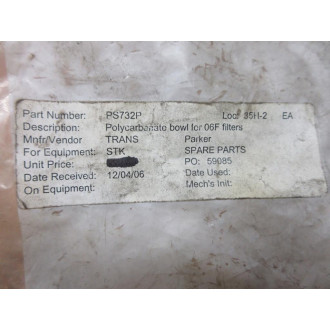 Part Number: PS732P Loc: 35H-2 EA
Description: Polycarbonate bowl for 06F filters
Mnfr/Vendor TRANS Parker
For Equipment: STK SPARE PARTS
Unit Price: PO: 59085
Date Received: 12/04/06 Date Used:
On Equipment: Mech's Init: